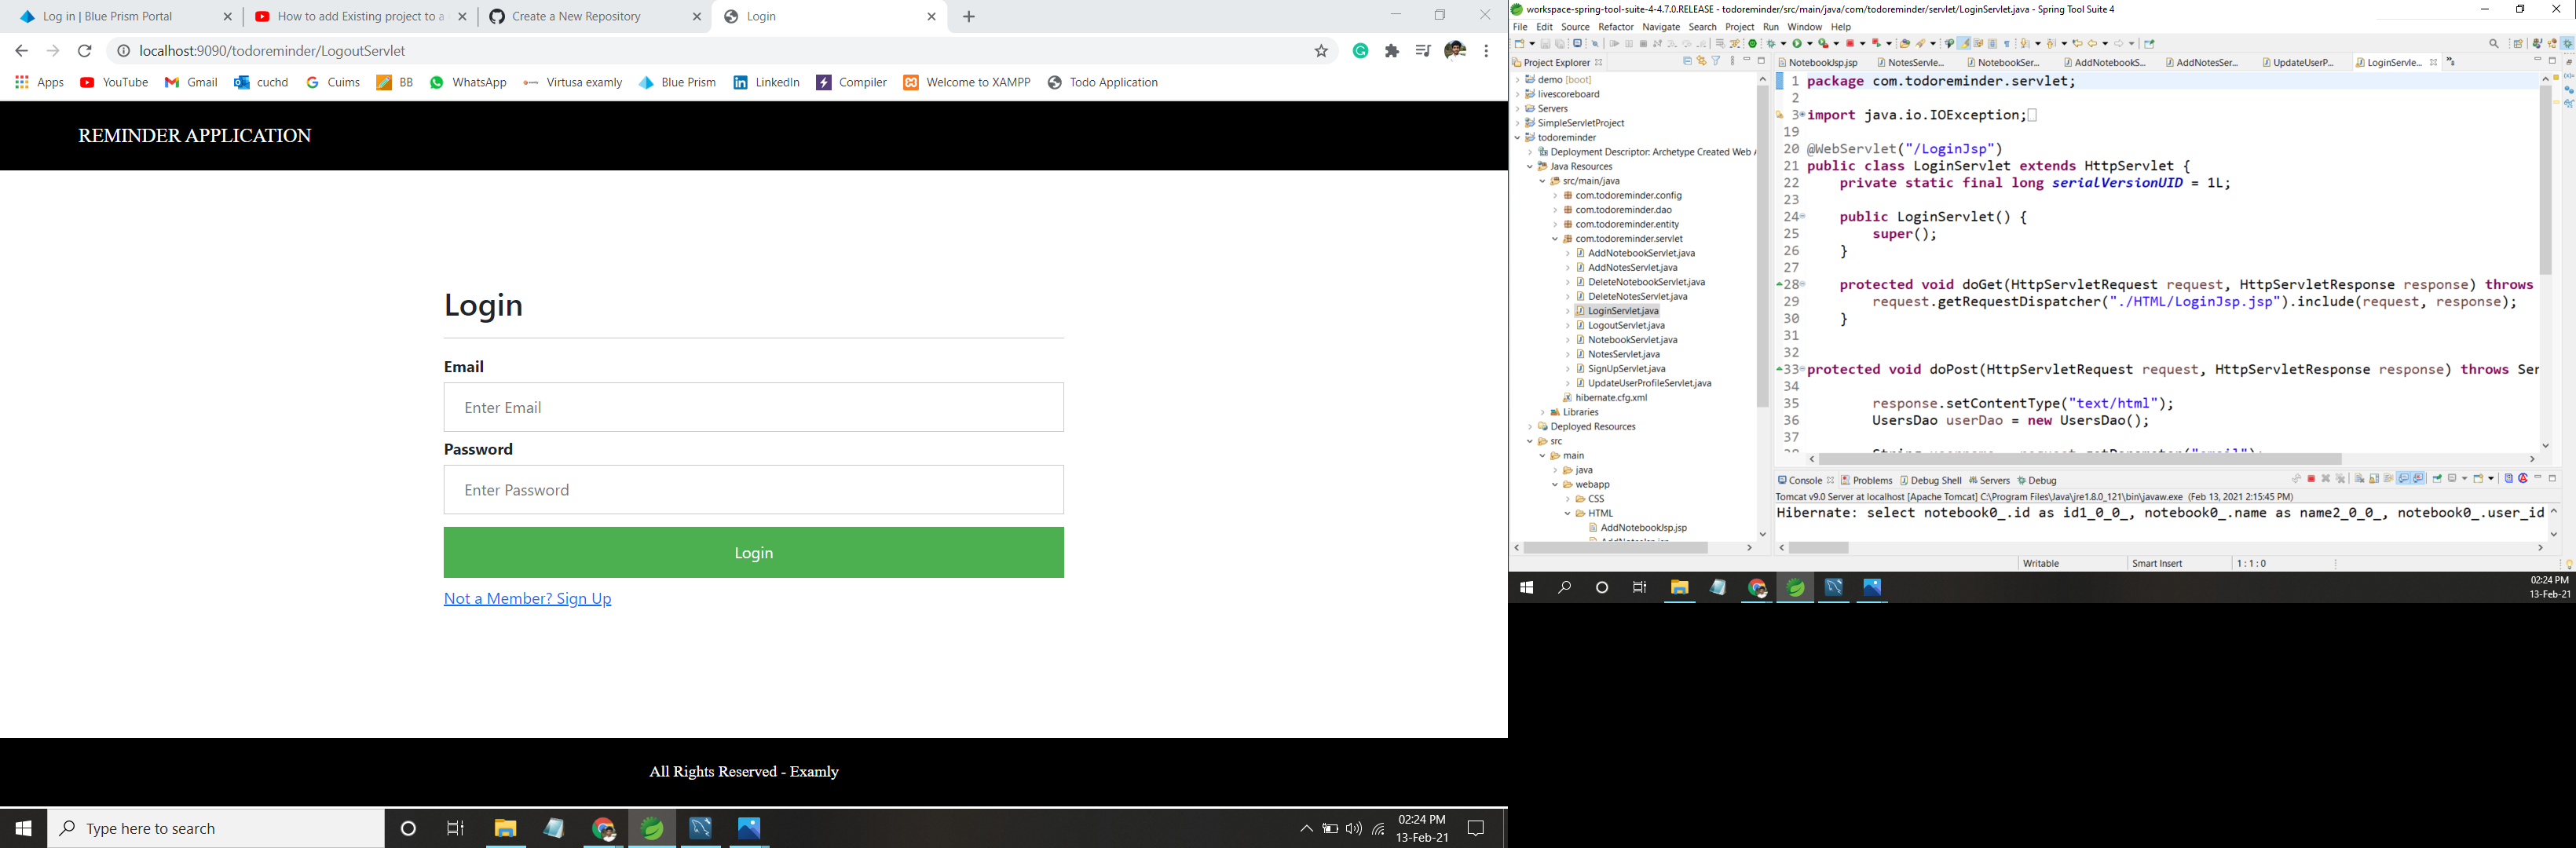 Log in | Blue Prism Portal
How to add Existing project to a
Create a New Repository
Login
localhost:9090/todoreminder/LogoutServlet
Apps YouTube Gmail cuchd Cuims BB WhatsApp Virtusa examly Blue Prism LinkedIn Compiler Welcome to XAMPP Todo Application
REMINDER APPLICATION
Login
Email
Enter Email
Password
Enter Password
Login
Not a Member? Sign Up
All Rights Reserved - Examly
Type here to search
02:24 PM
13-Feb-21
workspace-spring-tool-suite-4-4.7.0.RELEASE - todoreminder/src/main/java/com/todoreminder/servlet/LoginServlet.java - Spring Tool Suite 4
File Edit Source Refactor Navigate Search Project Run Window Help
Project Explorer
demo [boot]
livescoreboard
Servers
SimpleServletProject
todoreminder
Deployment Descriptor: Archetype Created Web A
Java Resources
src/main/java
com.todoreminder.config
com.todoreminder.dao
com.todoreminder.entity
com.todoreminder.servlet
AddNotebookServlet.java
AddNotesServlet.java
DeleteNotebookServlet.java
DeleteNotesServlet.java
LoginServlet.java
LogoutServlet.java
NotebookServlet.java
NotesServlet.java
SignUpServlet.java
UpdateUserProfileServlet.java
hibernate.cfg.xml
Libraries
Deployed Resources
src
main
java
webapp
CSS
HTML
AddNotebookJsp.jsp
NotebookJsp.jsp NotesServle... NotebookSer... AddNotebookS... AddNotesSer... UpdateUserP... LoginServle...
1 package com.todoreminder.servlet;
2
3 import java.io.IOException;
19
20 @WebServlet("/LoginJsp")
21 public class LoginServlet extends HttpServlet {
22 private static final long serialVersionUID = 1L;
23
24 public LoginServlet() {
25 super();
26 }
27
28 protected void doGet(HttpServletRequest request, HttpServletResponse response) throws
29 request.getRequestDispatcher("./HTML/LoginJsp.jsp").include(request, response);
30 }
31
32
33 protected void doPost(HttpServletRequest request, HttpServletResponse response) throws Ser
34
35 response.setContentType("text/html");
36 UsersDao userDao = new UsersDao();
37
Console Problems Debug Shell Servers Debug
Tomcat v9.0 Server at localhost [Apache Tomcat] C:\Program Files\Java\jre1.8.0_121\bin\javaw.exe (Feb 13, 2021 2:15:45 PM)
Hibernate: select notebook0_.id as id1_0_0_, notebook0_.name as name2_0_0_, notebook0_.user_id
Writable Smart Insert 1 : 1 : 0
02:24 PM
13-Feb-21